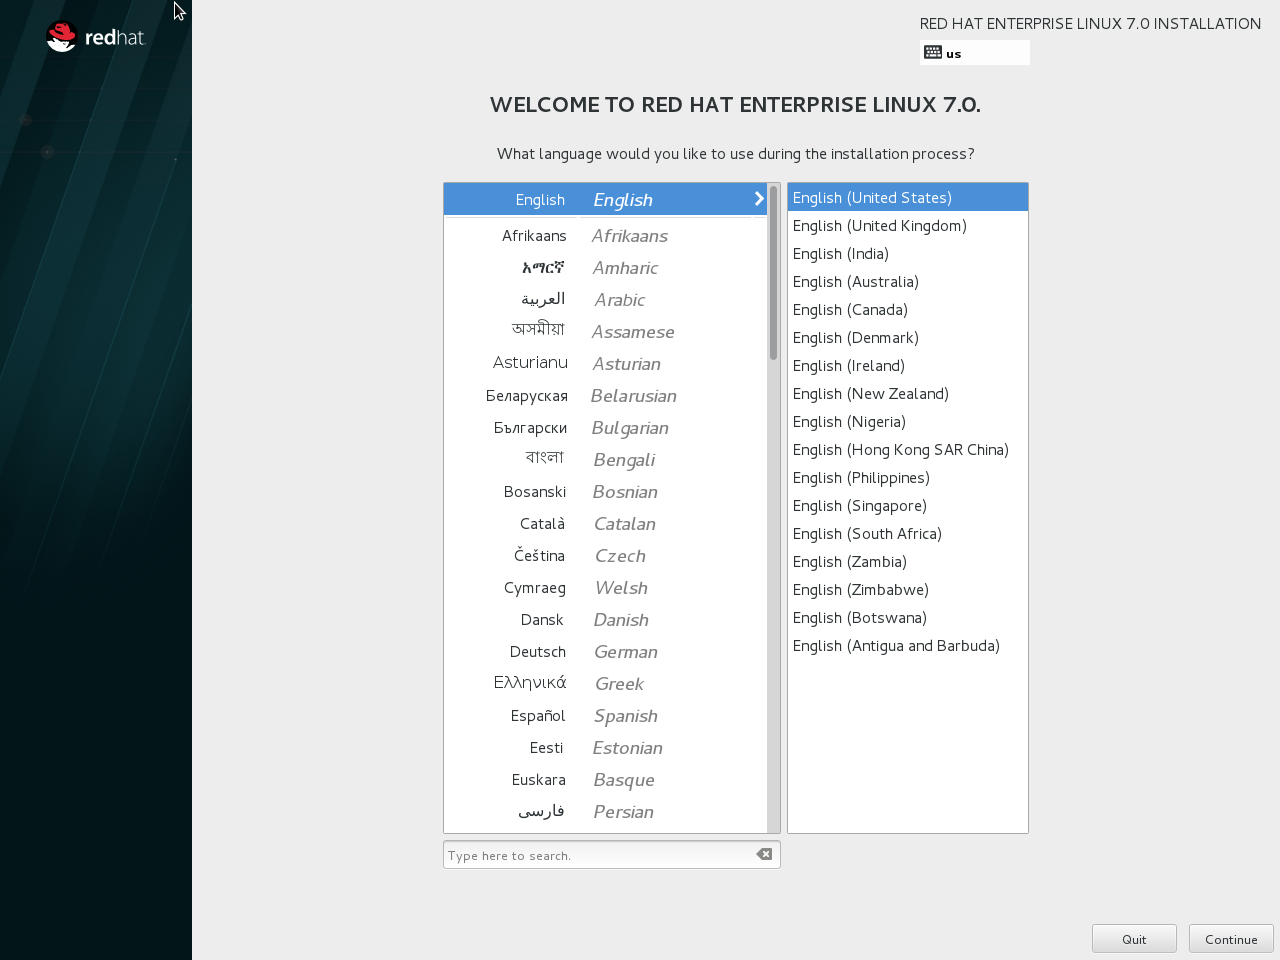 redhat.
RED HAT ENTERPRISE LINUX 7.0 INSTALLATION
us
WELCOME TO RED HAT ENTERPRISE LINUX 7.0.
What language would you like to use during the installation process?
English English
Afrikaans Afrikaans
አማርኛ Amharic
العربية Arabic
অসমীয়া Assamese
Asturianu Asturian
Беларуская Belarusian
Български Bulgarian
বাংলা Bengali
Bosanski Bosnian
Català Catalan
Čeština Czech
Cymraeg Welsh
Dansk Danish
Deutsch German
Ελληνικά Greek
Español Spanish
Eesti Estonian
Euskara Basque
فارسی Persian
English (United States)
English (United Kingdom)
English (India)
English (Australia)
English (Canada)
English (Denmark)
English (Ireland)
English (New Zealand)
English (Nigeria)
English (Hong Kong SAR China)
English (Philippines)
English (Singapore)
English (South Africa)
English (Zambia)
English (Zimbabwe)
English (Botswana)
English (Antigua and Barbuda)
Type here to search.
Quit
Continue